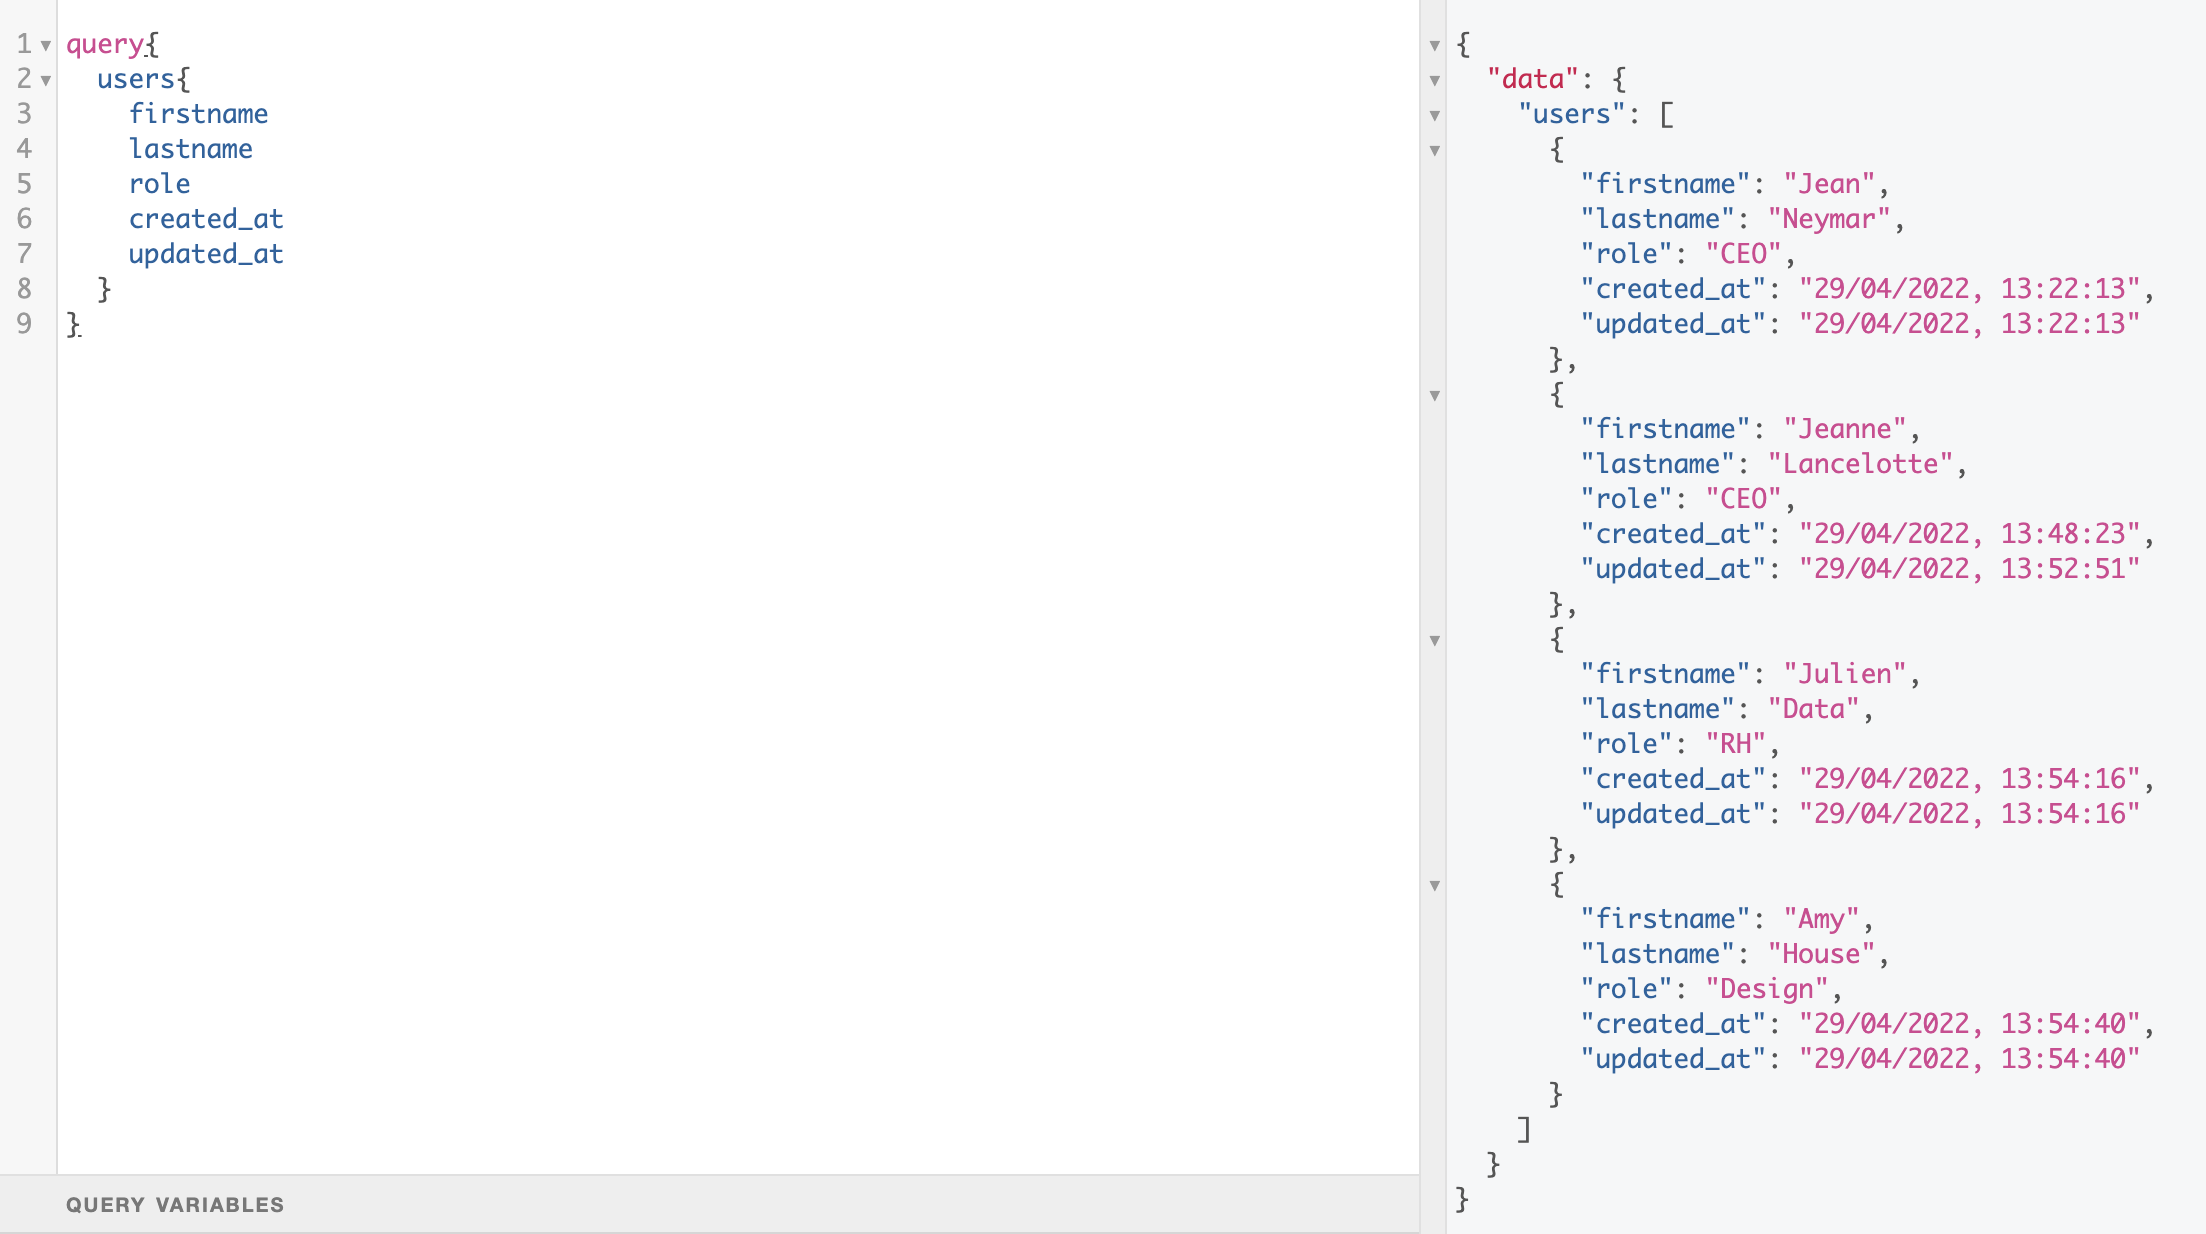 1 query{
2 users{
3 firstname
4 lastname
5 role
6 created_at
7 updated_at
8 }
9 }
QUERY VARIABLES
{
"data": {
"users": [
{
"firstname": "Jean",
"lastname": "Neymar",
"role": "CEO",
"created_at": "29/04/2022, 13:22:13",
"updated_at": "29/04/2022, 13:22:13"
},
{
"firstname": "Jeanne",
"lastname": "Lancelotte",
"role": "CEO",
"created_at": "29/04/2022, 13:48:23",
"updated_at": "29/04/2022, 13:52:51"
},
{
"firstname": "Julien",
"lastname": "Data",
"role": "RH",
"created_at": "29/04/2022, 13:54:16",
"updated_at": "29/04/2022, 13:54:16"
},
{
"firstname": "Amy",
"lastname": "House",
"role": "Design",
"created_at": "29/04/2022, 13:54:40",
"updated_at": "29/04/2022, 13:54:40"
}
]
}
}